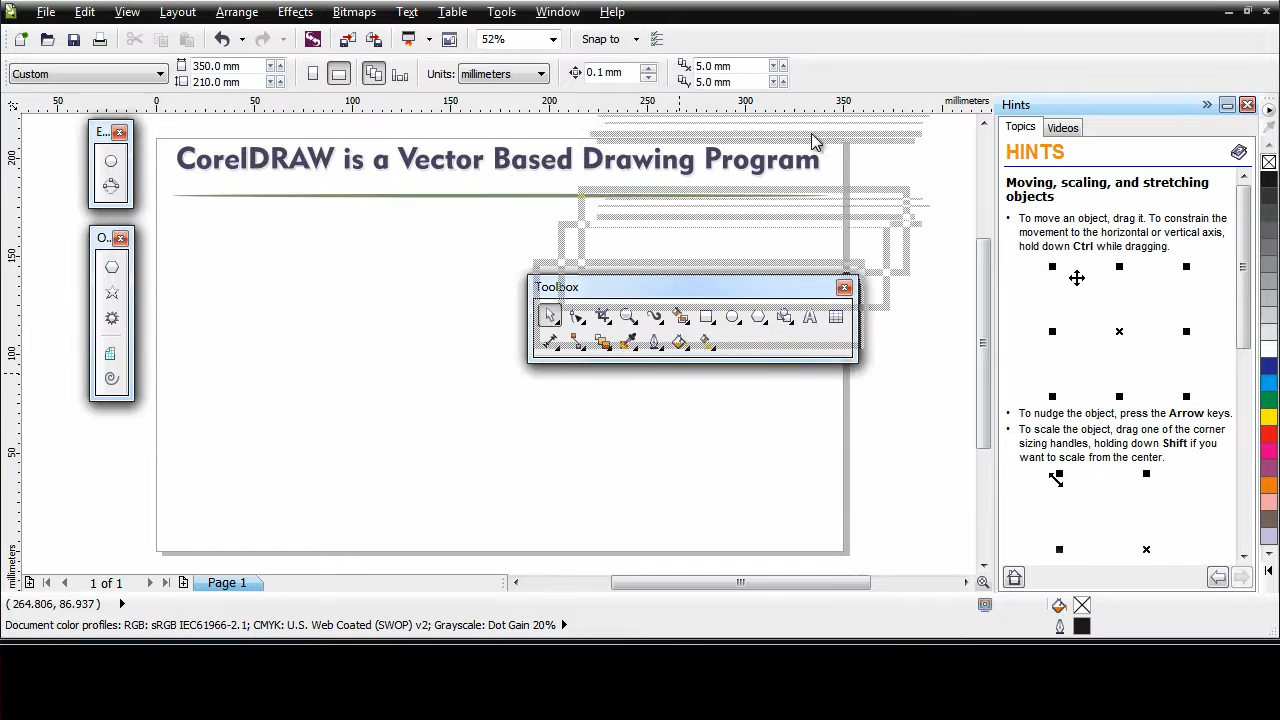 File Edit View Layout Arrange Effects Bitmaps Text Table Tools Window Help
52% Snap to
Custom 350.0 mm 210.0 mm Units: millimeters 0.1 mm 5.0 mm 5.0 mm
50 0 50 100 150 200 250 300 350 millimeters
Hints
Topics Videos
HINTS
Moving, scaling, and stretching
objects
• To move an object, drag it. To constrain the
movement to the horizontal or vertical axis,
hold down Ctrl while dragging.
• To nudge the object, press the Arrow keys.
• To scale the object, drag one of the corner
sizing handles, holding down Shift if you
want to scale from the center.
E...
O...
CorelDRAW is a Vector Based Drawing Program
Toolbox
200
150
100
50
millimeters
1 of 1 Page 1
(264.806, 86.937)
Document color profiles: RGB: sRGB IEC61966-2.1; CMYK: U.S. Web Coated (SWOP) v2; Grayscale: Dot Gain 20%